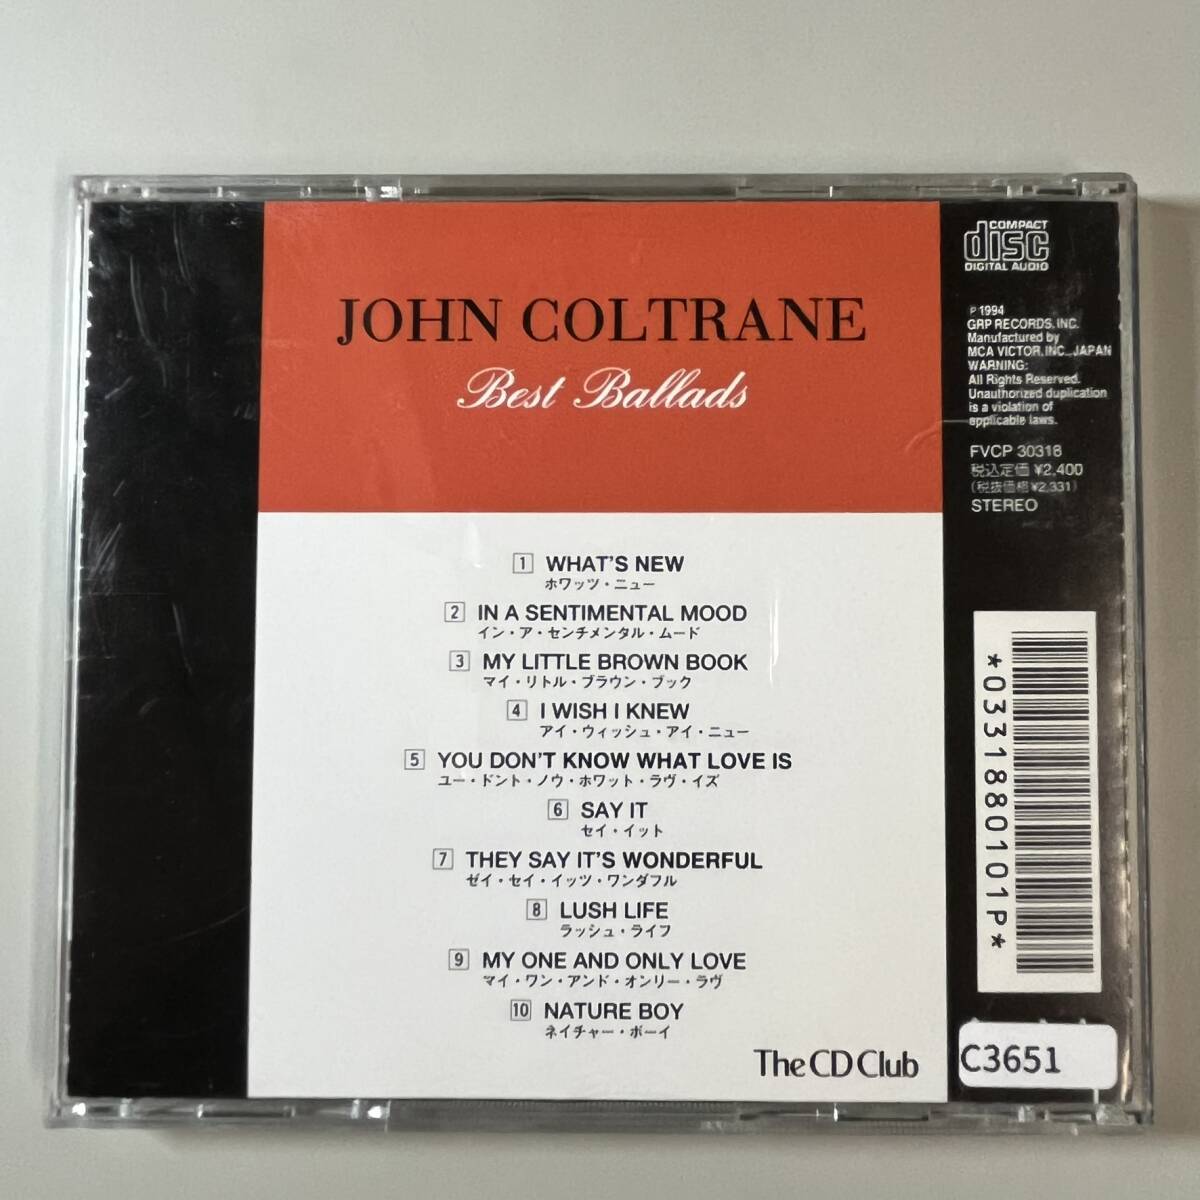 JOHN COLTRANE
Best Ballads
1 WHAT'S NEW
ホワッツ・ニュー
2 IN A SENTIMENTAL MOOD
イン・ア・センチメンタル・ムード
3 MY LITTLE BROWN BOOK
マイ・リトル・ブラウン・ブック
4 I WISH I KNEW
アイ・ウィッシュ・アイ・ニュー
5 YOU DON'T KNOW WHAT LOVE IS
ユー・ドント・ノウ・ホワット・ラヴ・イズ
6 SAY IT
セイ・イット
7 THEY SAY IT'S WONDERFUL
ゼイ・セイ・イッツ・ワンダフル
8 LUSH LIFE
ラッシュ・ライフ
9 MY ONE AND ONLY LOVE
マイ・ワン・アンド・オンリー・ラヴ
10 NATURE BOY
ネイチャー・ボーイ
The CD Club
COMPACT
disc
DIGITAL AUDIO
℗ 1994
GRP RECORDS, INC.
Manufactured by
MCA VICTOR, INC., JAPAN
WARNING:
All Rights Reserved.
Unauthorized duplication
is a violation of
applicable laws.
FVCP 30318
税込定価 ¥2,400
(税抜価格¥2,331)
STEREO
*0331880101P*
C3651